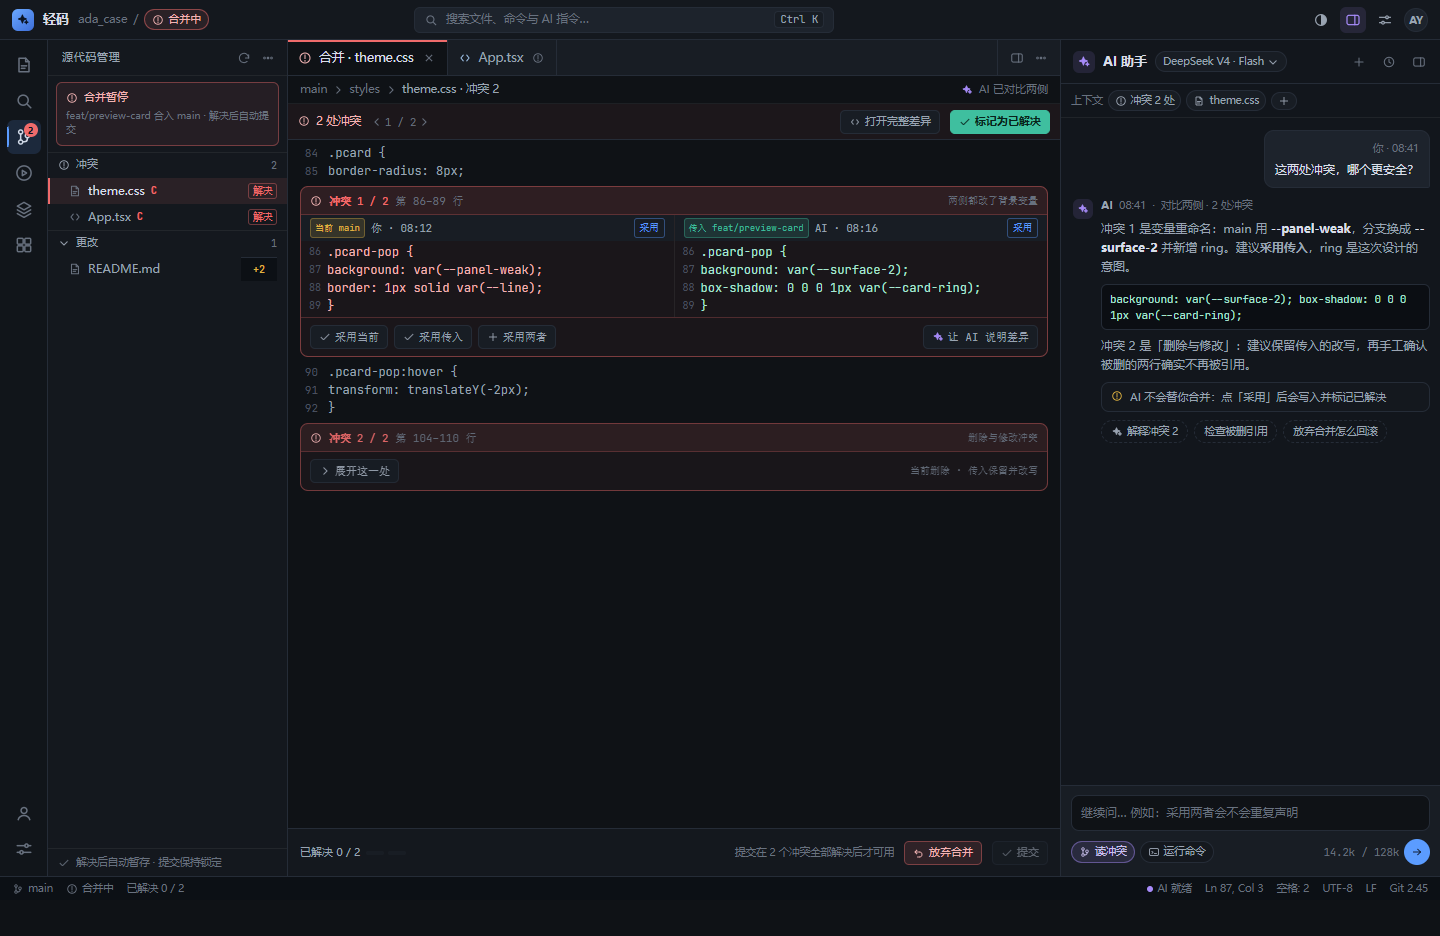 轻码 ada_case / 合并中
搜索文件、命令与 AI 指令... Ctrl K
AY
2
源代码管理
合并暂停
feat/preview-card 合入 main · 解决后自动提
交
冲突 2
theme.css C 解决
App.tsx C 解决
更改 1
README.md +2
解决后自动暂存 · 提交保持锁定
合并 · theme.css
App.tsx
main > styles > theme.css · 冲突 2
AI 已对比两侧
2 处冲突 < 1 / 2 >
打开完整差异
标记为已解决
84 .pcard {
85 border-radius: 8px;
冲突 1 / 2 第 86–89 行
两侧都改了背景变量
当前 main 你 · 08:12 采用
86 .pcard-pop {
87 background: var(--panel-weak);
88 border: 1px solid var(--line);
89 }
传入 feat/preview-card AI · 08:16 采用
86 .pcard-pop {
87 background: var(--surface-2);
88 box-shadow: 0 0 0 1px var(--card-ring);
89 }
采用当前
采用传入
采用两者
让 AI 说明差异
90 .pcard-pop:hover {
91 transform: translateY(-2px);
92 }
冲突 2 / 2 第 104–110 行
删除与修改冲突
展开这一处
当前删除 · 传入保留并改写
已解决 0 / 2
提交在 2 个冲突全部解决后才可用
放弃合并
提交
AI 助手 DeepSeek V4 · Flash
上下文 冲突 2 处 theme.css
你 · 08:41
这两处冲突，哪个更安全？
AI 08:41 · 对比两侧 · 2 处冲突
冲突 1 是变量重命名：main 用 --panel-weak，分支换成 --
surface-2 并新增 ring。建议采用传入，ring 是这次设计的
意图。
background: var(--surface-2); box-shadow: 0 0 0
1px var(--card-ring);
冲突 2 是「删除与修改」：建议保留传入的改写，再手工确认
被删的两行确实不再被引用。
AI 不会替你合并：点「采用」后会写入并标记已解决
解释冲突 2
检查被删引用
放弃合并怎么回滚
继续问... 例如：采用两者会不会重复声明
读冲突
运行命令
14.2k / 128k
main 合并中 已解决 0 / 2
AI 就绪 Ln 87, Col 3 空格: 2 UTF-8 LF Git 2.45